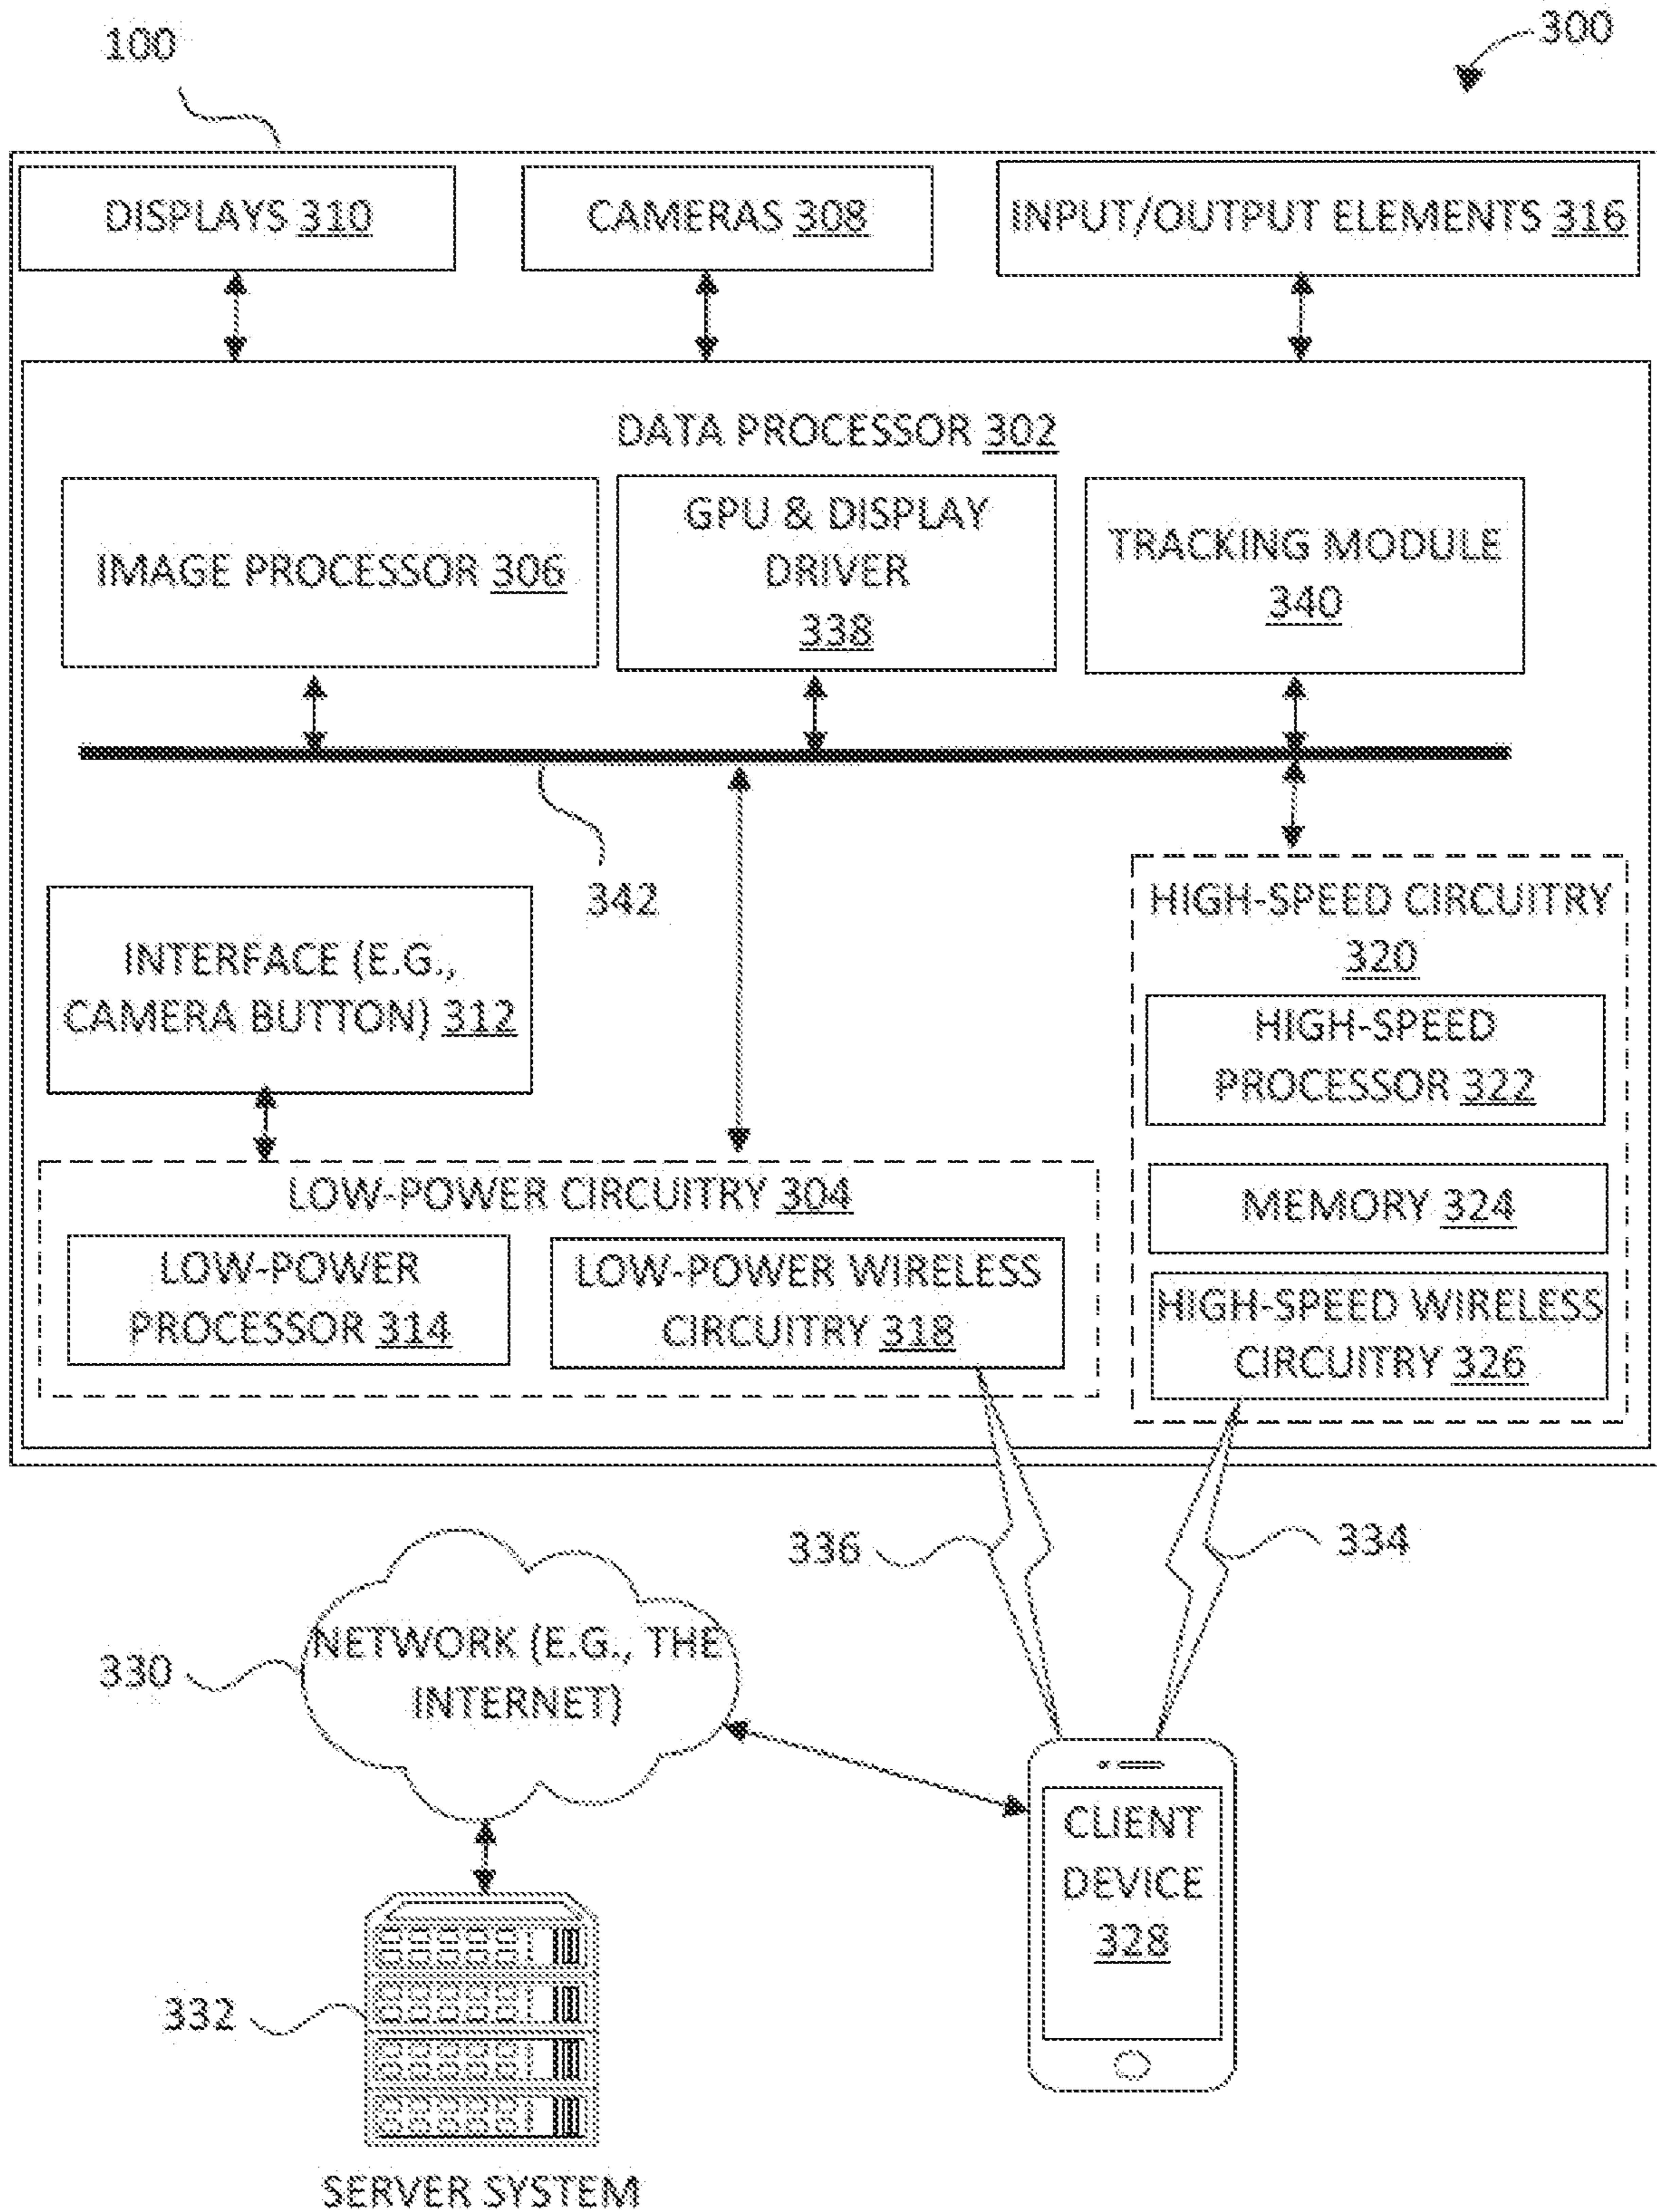 100
300
DISPLAYS 310
CAMERAS 308
INPUT/OUTPUT ELEMENTS 316
DATA PROCESSOR 302
IMAGE PROCESSOR 306
GPU & DISPLAY
DRIVER
338
TRACKING MODULE
340
342
INTERFACE (E.G.,
CAMERA BUTTON) 312
HIGH-SPEED CIRCUITRY
320
HIGH-SPEED
PROCESSOR 322
MEMORY 324
HIGH-SPEED WIRELESS
CIRCUITRY 326
LOW-POWER CIRCUITRY 304
LOW-POWER
PROCESSOR 314
LOW-POWER WIRELESS
CIRCUITRY 318
336
334
330
NETWORK (E.G., THE
INTERNET)
CLIENT
DEVICE
328
332
SERVER SYSTEM